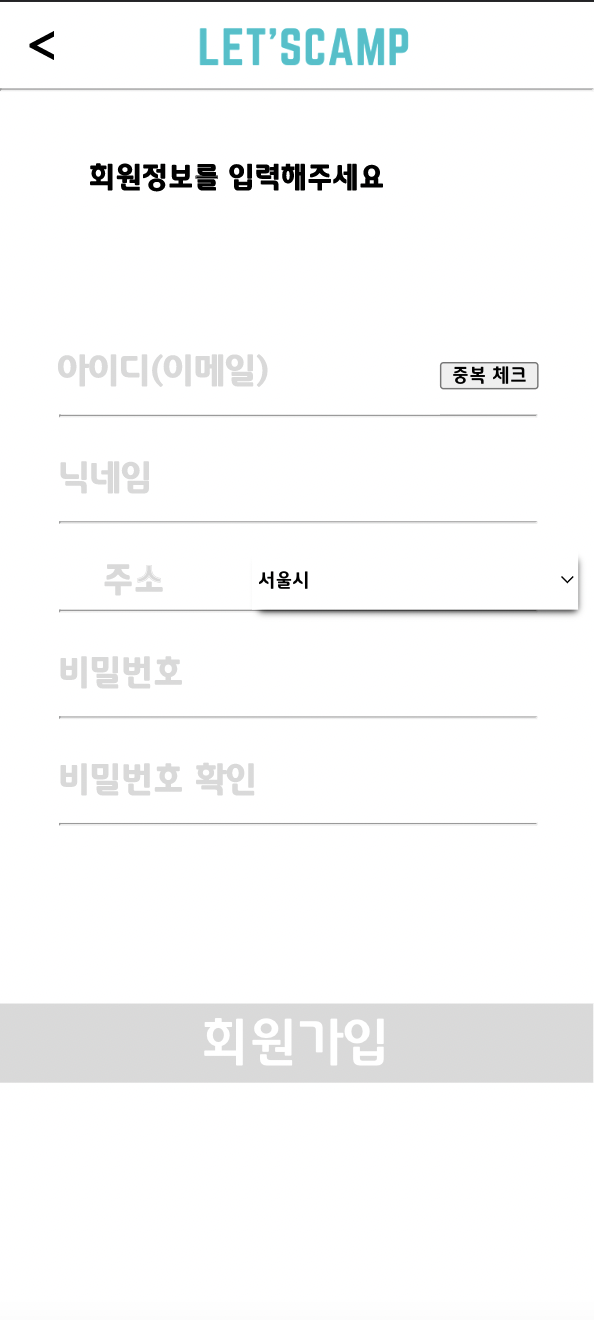 < LET'SCAMP
회원정보를 입력해주세요
아이디(이메일) 중복 체크
닉네임
주소 서울시
비밀번호
비밀번호 확인
회원가입